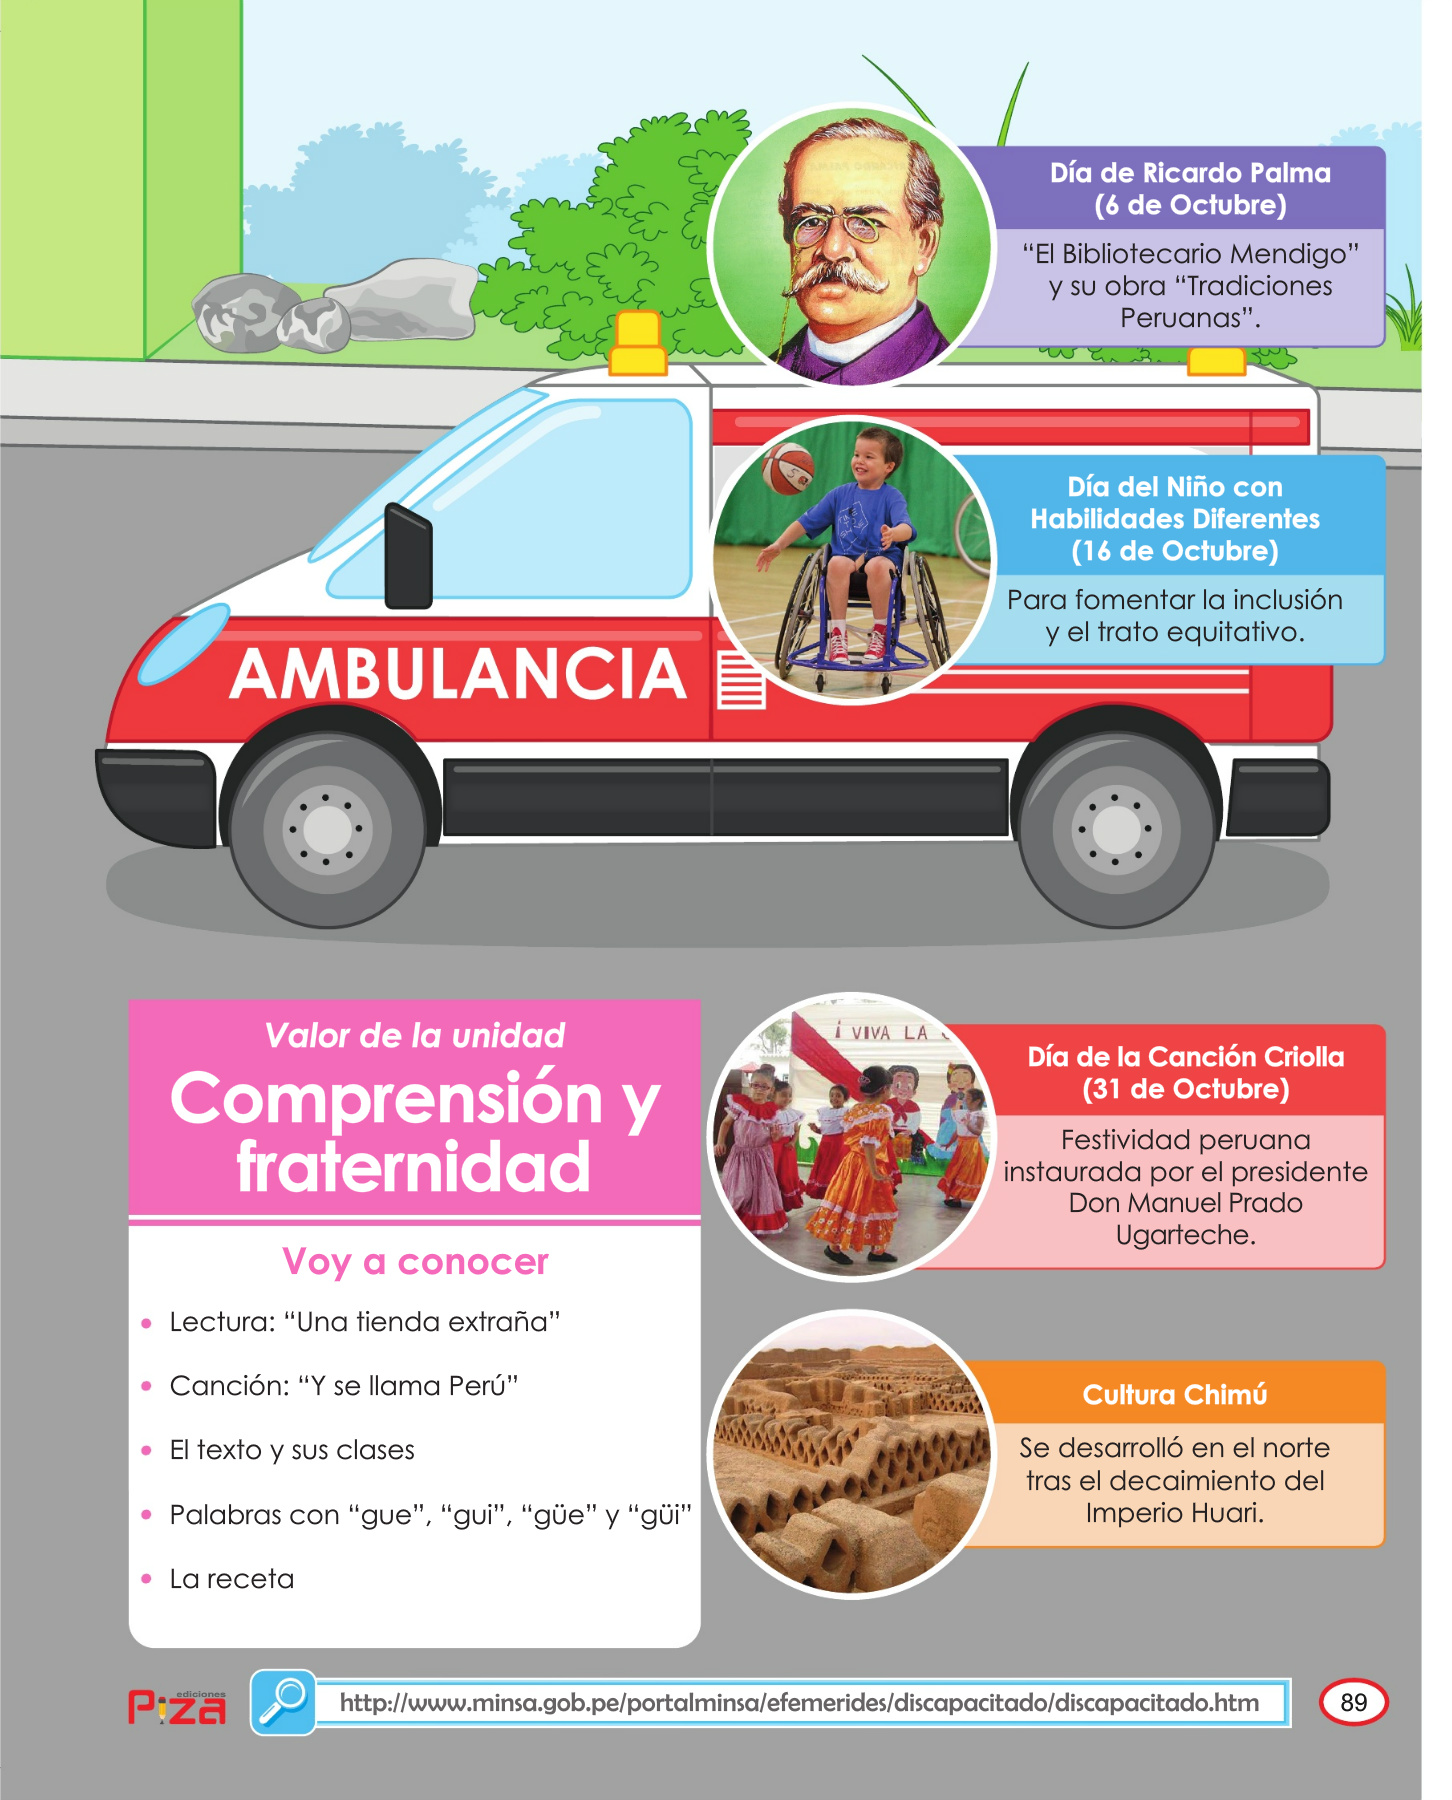 Día de Ricardo Palma
(6 de Octubre)
“El Bibliotecario Mendigo”
y su obra “Tradiciones
Peruanas”.
Día del Niño con
Habilidades Diferentes
(16 de Octubre)
Para fomentar la inclusión
y el trato equitativo.
AMBULANCIA
Valor de la unidad
Comprensión y
fraternidad
Voy a conocer
• Lectura: “Una tienda extraña”
• Canción: “Y se llama Perú”
• El texto y sus clases
• Palabras con “gue”, “gui”, “güe” y “güi”
• La receta
¡ VIVA LA
Día de la Canción Criolla
(31 de Octubre)
Festividad peruana
instaurada por el presidente
Don Manuel Prado
Ugarteche.
Cultura Chimú
Se desarrolló en el norte
tras el decaimiento del
Imperio Huari.
ediciones
Piza
http://www.minsa.gob.pe/portalminsa/efemerides/discapacitado/discapacitado.htm
89